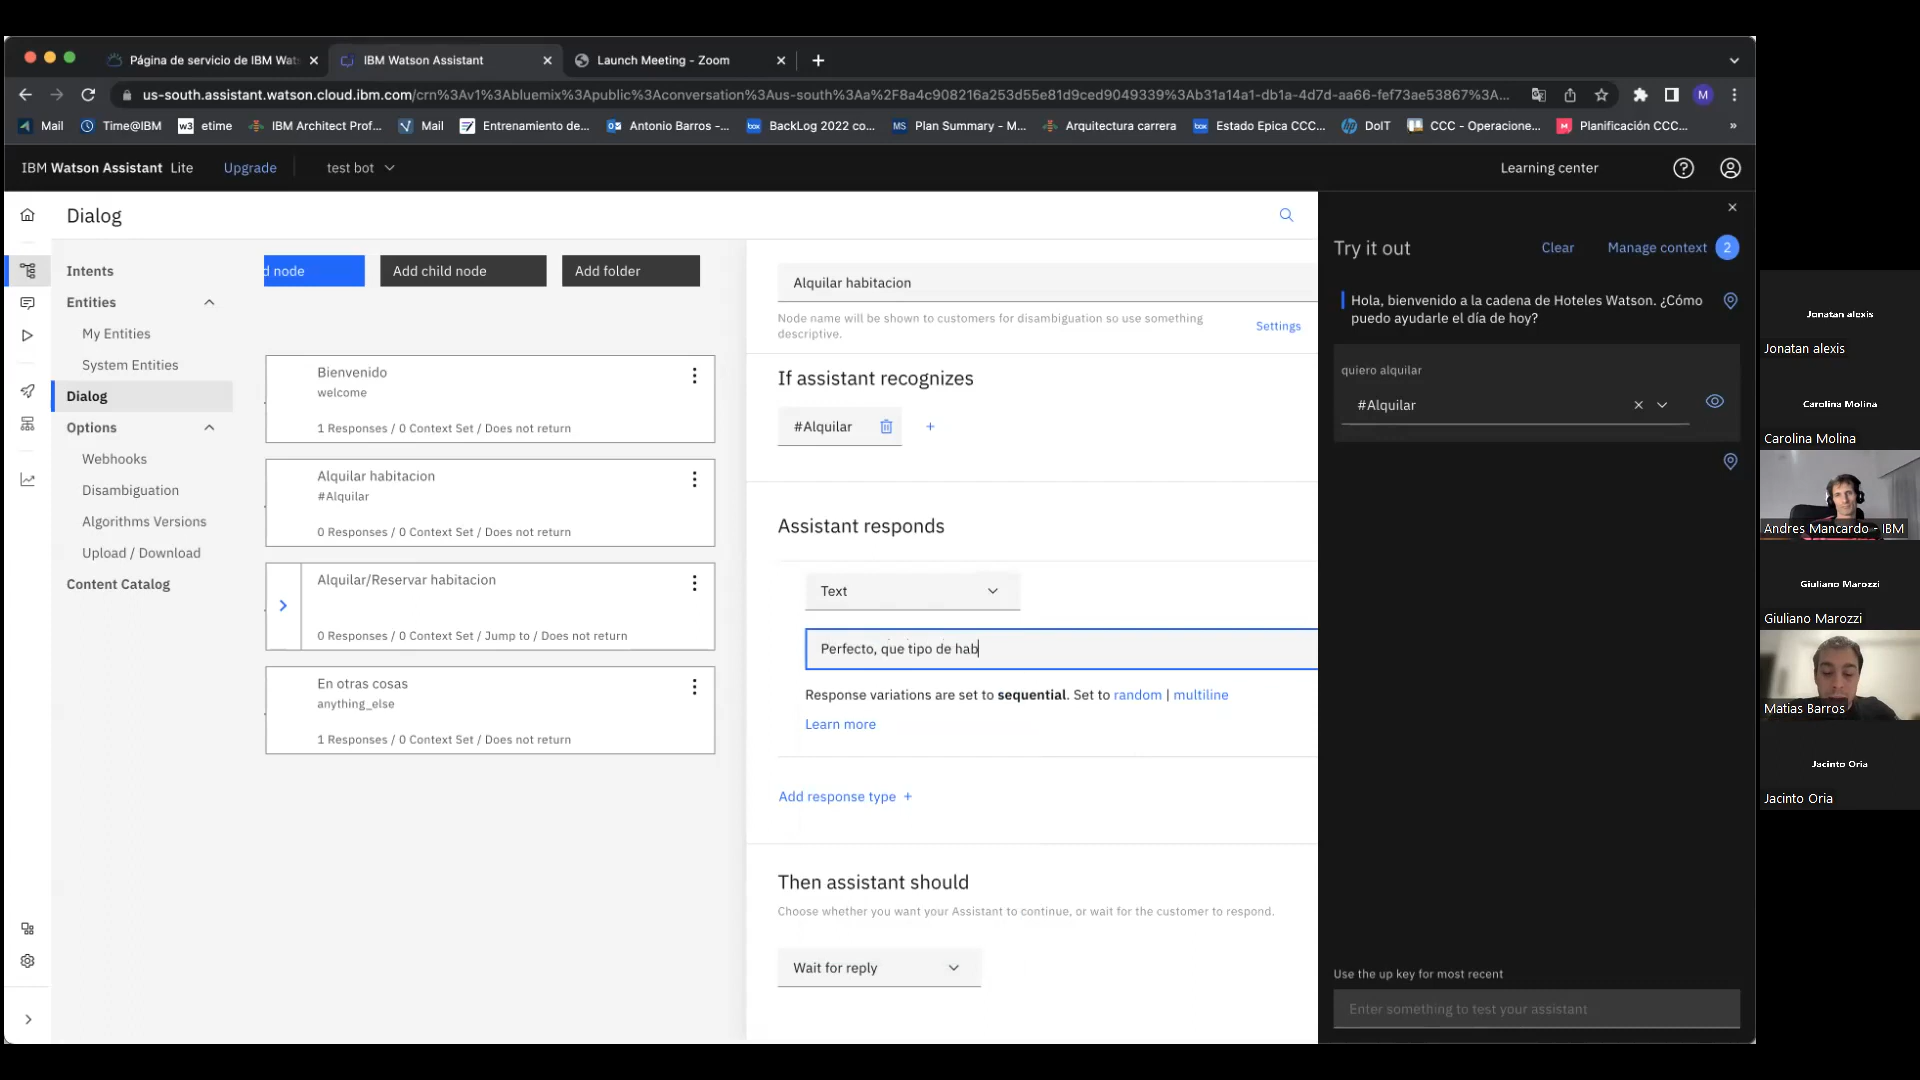 Página de servicio de IBM Wat
IBM Watson Assistant
Launch Meeting - Zoom
us-south.assistant.watson.cloud.ibm.com/crn%3Av1%3Abluemix%3Apublic%3Aconversation%3Aus-south%3Aa%2F8a4c908216a253d55e81d9ced9049339%3Ab31a14a1-db1a-4d7d-aa66-fef73ae53867%3A...
M
Mail
Time@IBM
w3 etime
IBM Architect Prof...
Mail
Entrenamiento de...
Antonio Barros -...
box BackLog 2022 co...
MS Plan Summary - M...
Arquitectura carrera
box Estado Epica CCC...
DoIT
CCC - Operacione...
M Planificación CCC...
»
IBM Watson Assistant Lite
Upgrade
test bot
Learning center
Dialog
Intents
Entities
My Entities
System Entities
Dialog
Options
Webhooks
Disambiguation
Algorithms Versions
Upload / Download
Content Catalog
d node
Add child node
Add folder
Bienvenido
welcome
1 Responses / 0 Context Set / Does not return
Alquilar habitacion
#Alquilar
0 Responses / 0 Context Set / Does not return
Alquilar/Reservar habitacion
0 Responses / 0 Context Set / Jump to / Does not return
En otras cosas
anything_else
1 Responses / 0 Context Set / Does not return
Alquilar habitacion
Node name will be shown to customers for disambiguation so use something
descriptive.
Settings
If assistant recognizes
#Alquilar
Assistant responds
Text
Perfecto, que tipo de hab
Response variations are set to sequential. Set to random | multiline
Learn more
Add response type +
Then assistant should
Choose whether you want your Assistant to continue, or wait for the customer to respond.
Wait for reply
Try it out
Clear
Manage context 2
Hola, bienvenido a la cadena de Hoteles Watson. ¿Cómo
puedo ayudarle el día de hoy?
quiero alquilar
#Alquilar
Use the up key for most recent
Enter something to test your assistant
Jonatan alexis
Jonatan alexis
Carolina Molina
Carolina Molina
Andres Mancardo - IBM
Giuliano Marozzi
Giuliano Marozzi
Matias Barros
Jacinto Oria
Jacinto Oria